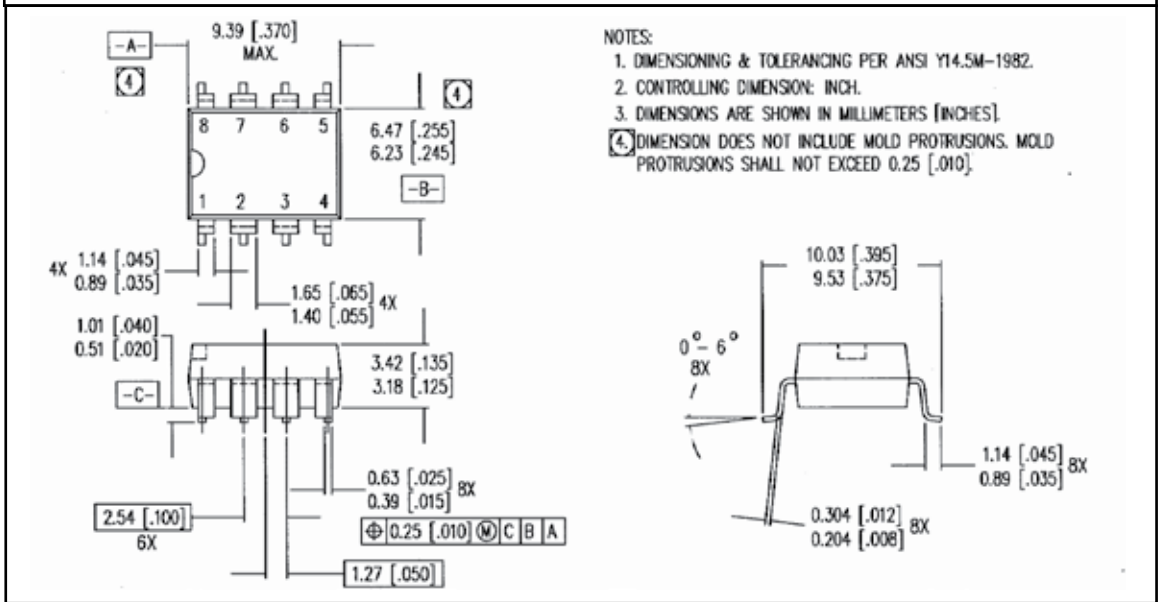 9.39 [.370]
MAX.
-A-
4
4
8 7 6 5
1 2 3 4
6.47 [.255]
6.23 [.245]
-B-
4X 1.14 [.045]
0.89 [.035]
1.65 [.065] 4X
1.40 [.055]
1.01 [.040]
0.51 [.020]
-C-
3.42 [.135]
3.18 [.125]
0.63 [.025] 8X
0.39 [.015]
2.54 [.100]
6X
⌖ 0.25 [.010] Ⓜ C B A
1.27 [.050]
NOTES:
1. DIMENSIONING & TOLERANCING PER ANSI Y14.5M-1982.
2. CONTROLLING DIMENSION: INCH.
3. DIMENSIONS ARE SHOWN IN MILLIMETERS [INCHES].
4. DIMENSION DOES NOT INCLUDE MOLD PROTRUSIONS. MOLD
PROTRUSIONS SHALL NOT EXCEED 0.25 [.010].
10.03 [.395]
9.53 [.375]
0°- 6°
8X
1.14 [.045] 8X
0.89 [.035]
0.304 [.012] 8X
0.204 [.008]